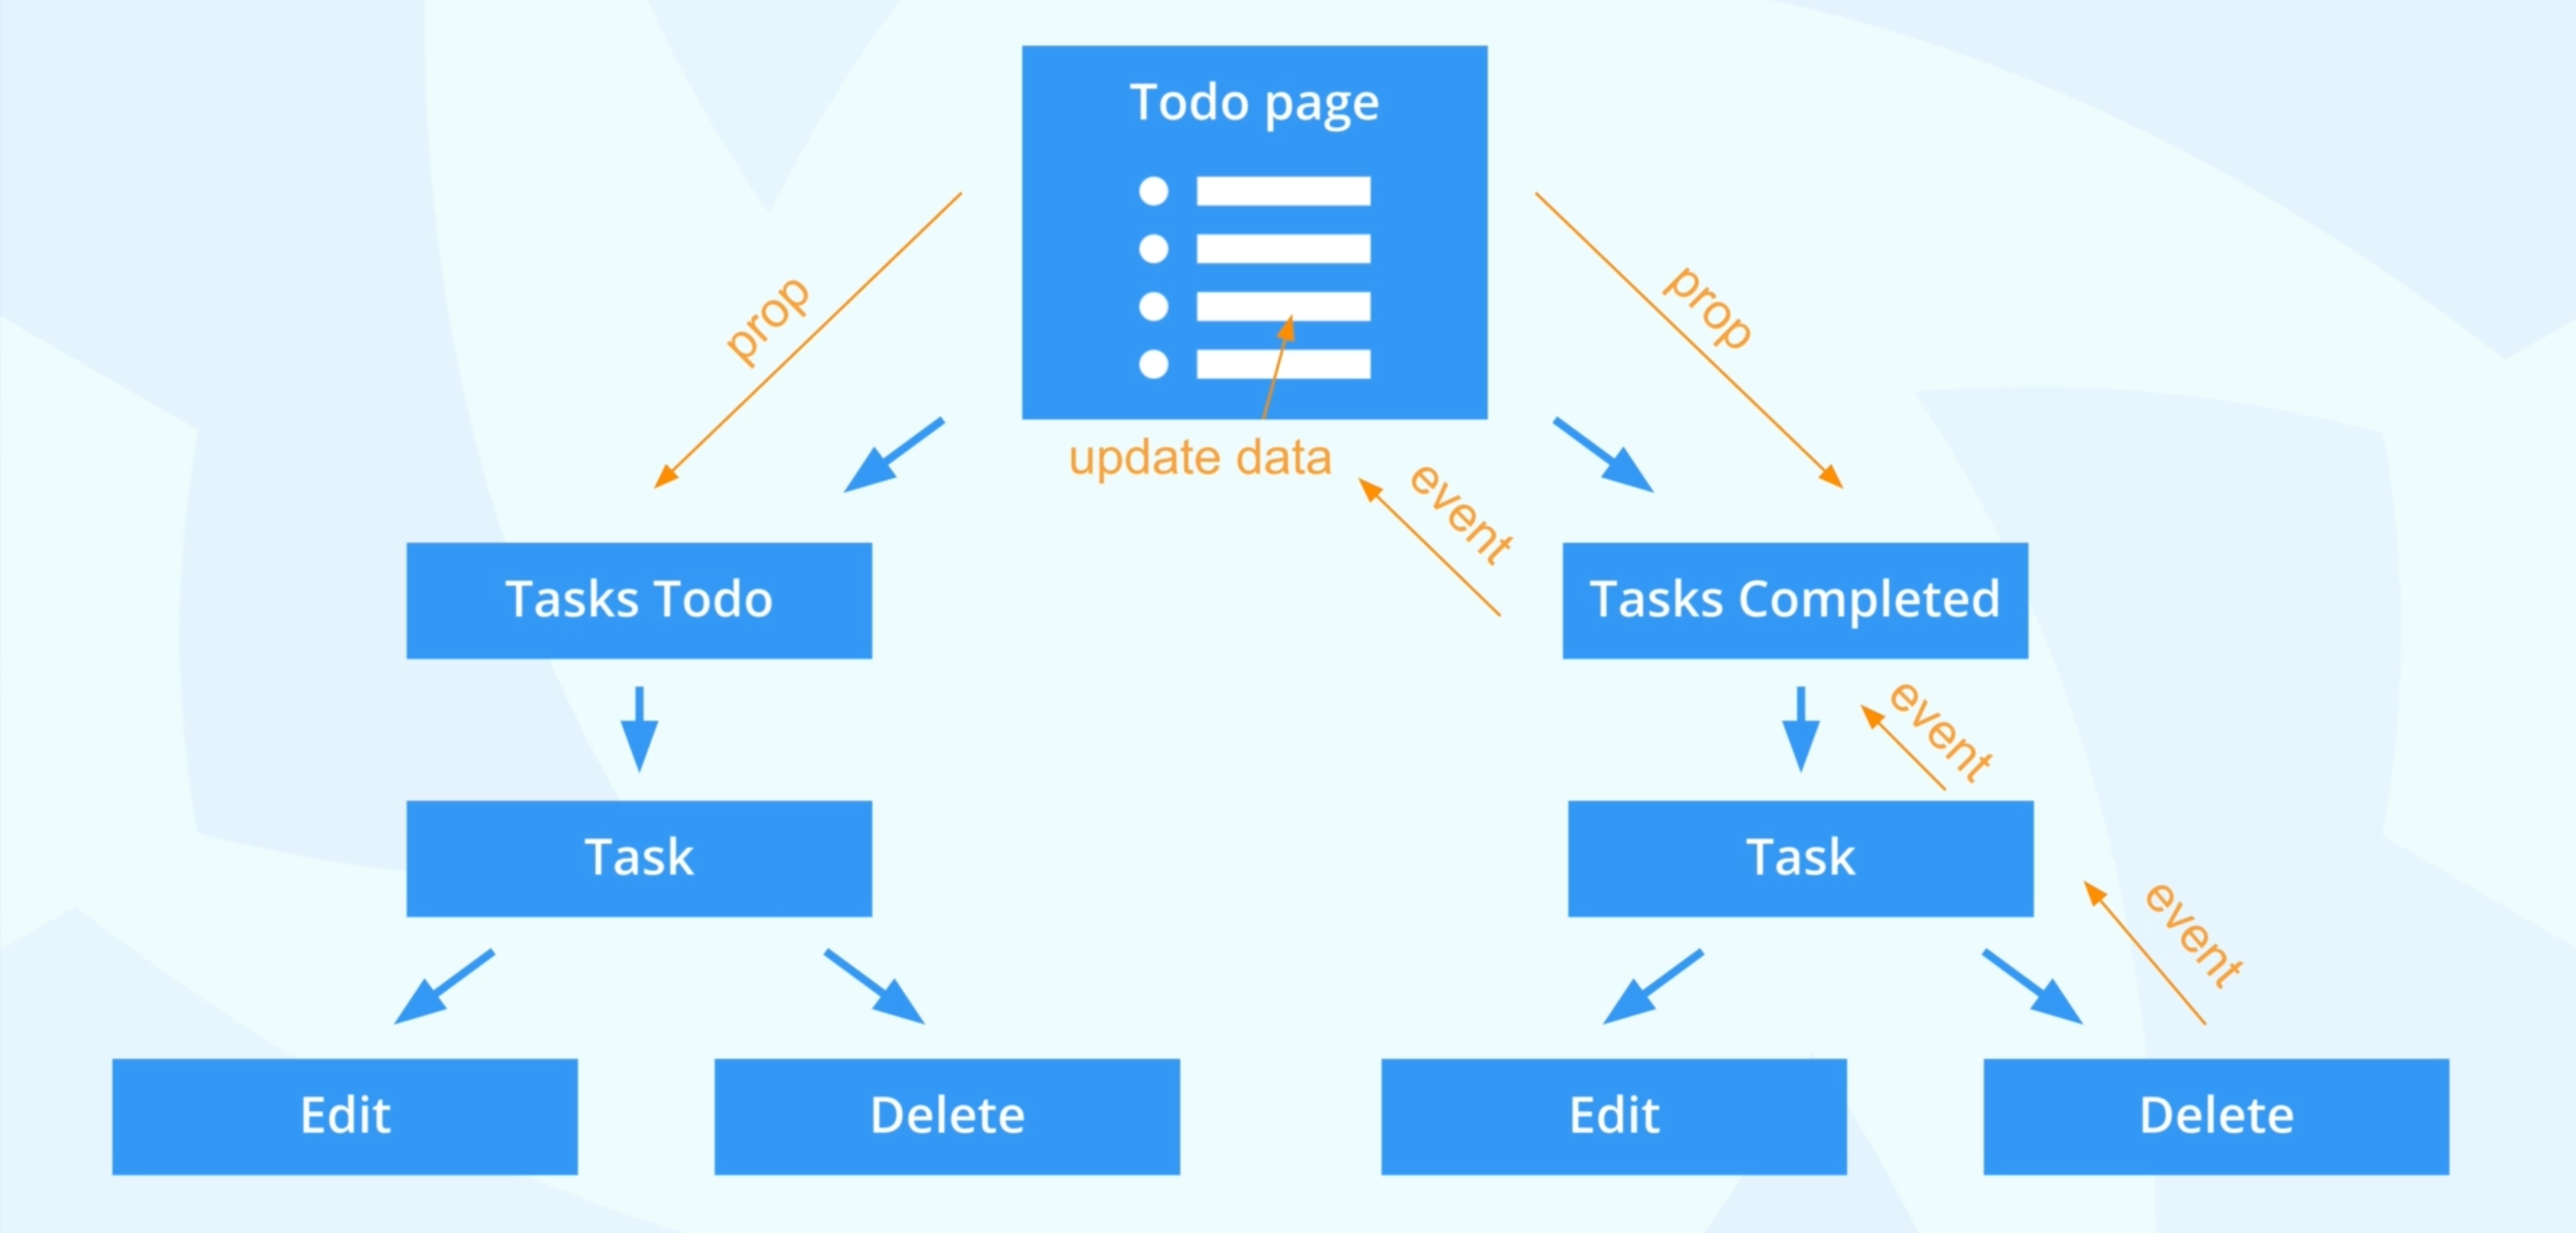 Todo page
prop
prop
update data
event
Tasks Todo
Tasks Completed
event
Task
Task
event
Edit
Delete
Edit
Delete